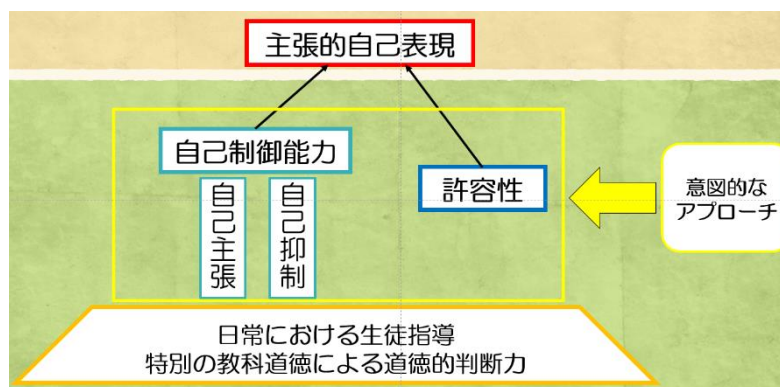 主張的自己表現
自己制御能力
自己主張
自己抑制
許容性
意図的な
アプローチ
日常における生徒指導
特別の教科道徳による道徳的判断力